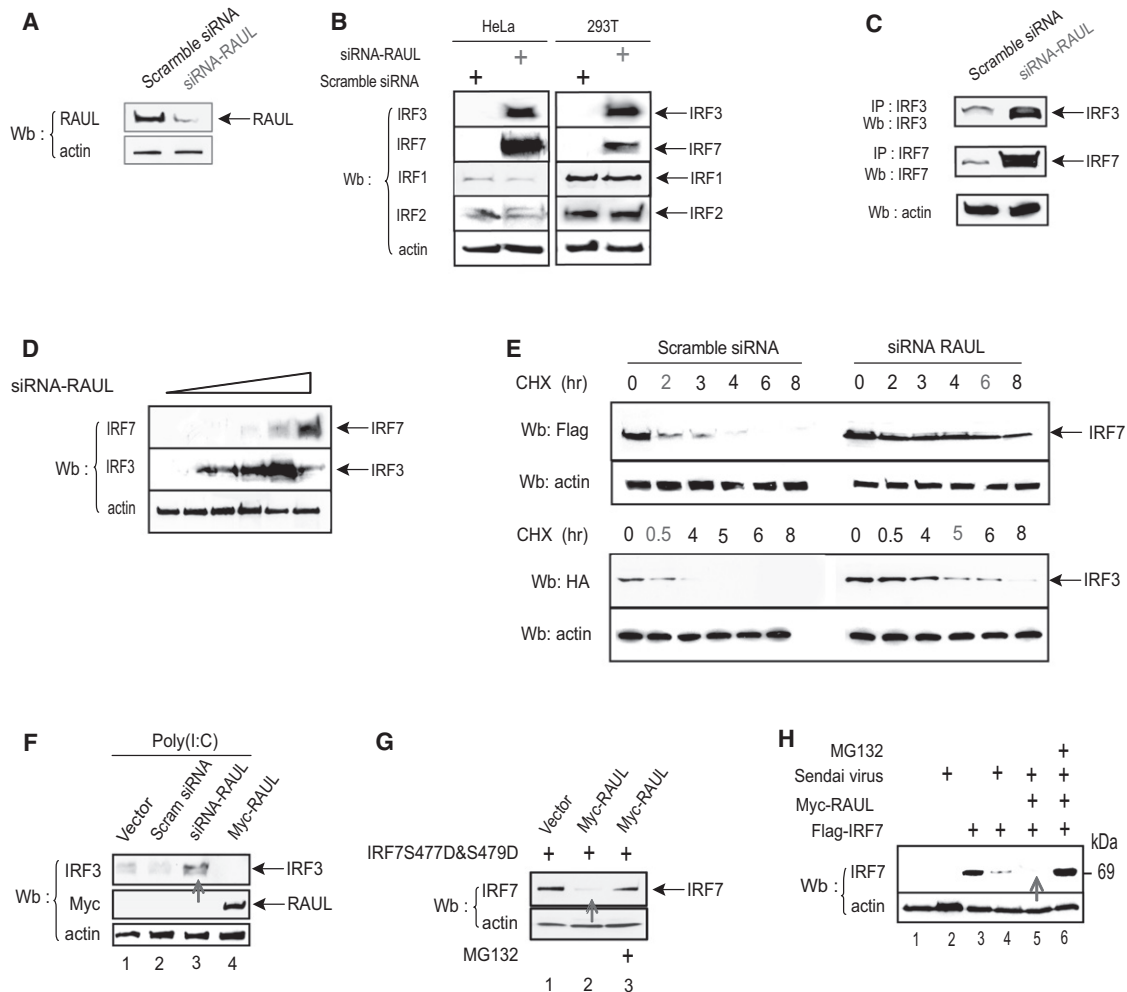 A
Scrarmble siRNA
siRNA-RAUL
Wb :
RAUL
RAUL
actin
B
HeLa
293T
siRNA-RAUL
+
+
Scramble siRNA)
+
+
Wb :
IRF3
IRF3
IRF7
IRF7
IRF1
IRF1
IRF2
IRF2
actin
C
Scramble siRNA
siRNA-RAUL
IP : IRF3
Wb : IRF3
IRF3
IP : IRF7
Wb : IRF7
IRF7
Wb : actin
D
siRNA-RAUL
Wb :
IRF7
IRF7
IRF3
IRF3
actin
E
Scramble siRNA
siRNA RAUL
CHX (hr) 0 2 3 4 6 8 0 2 3 4 6 8
Wb: Flag
IRF7
Wb: actin
CHX (hr) 0 0.5 4 5 6 8 0 0.5 4 5 6 8
Wb: HA
IRF3
Wb: actin
F
Poly(I:C)
Vector
Scram siRNA
siRNA-RAUL
Myc-RAUL
Wb :
IRF3
IRF3
Myc
RAUL
actin
1 2 3 4
G
Vector
Myc-RAUL
Myc-RAUL
IRF7S477D&S479D + + +
Wb :
IRF7
IRF7
actin
MG132 +
1 2 3
H
MG132 +
Sendai virus + + + +
Myc-RAUL + +
Flag-IRF7 + + + +
kDa
Wb :
IRF7
69
actin
1 2 3 4 5 6